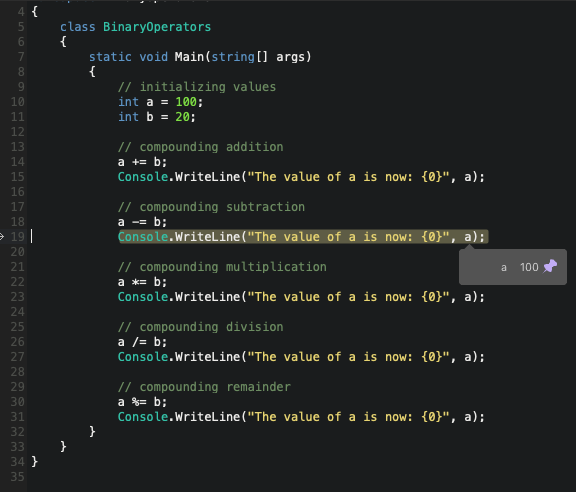 4 {
5 class BinaryOperators
6 {
7 static void Main(string[] args)
8 {
9 // initializing values
10 int a = 100;
11 int b = 20;
12
13 // compounding addition
14 a += b;
15 Console.WriteLine("The value of a is now: {0}", a);
16
17 // compounding subtraction
18 a -= b;
19 Console.WriteLine("The value of a is now: {0}", a);
20
a 100
21 // compounding multiplication
22 a *= b;
23 Console.WriteLine("The value of a is now: {0}", a);
24
25 // compounding division
26 a /= b;
27 Console.WriteLine("The value of a is now: {0}", a);
28
29 // compounding remainder
30 a %= b;
31 Console.WriteLine("The value of a is now: {0}", a);
32 }
33 }
34 }
35